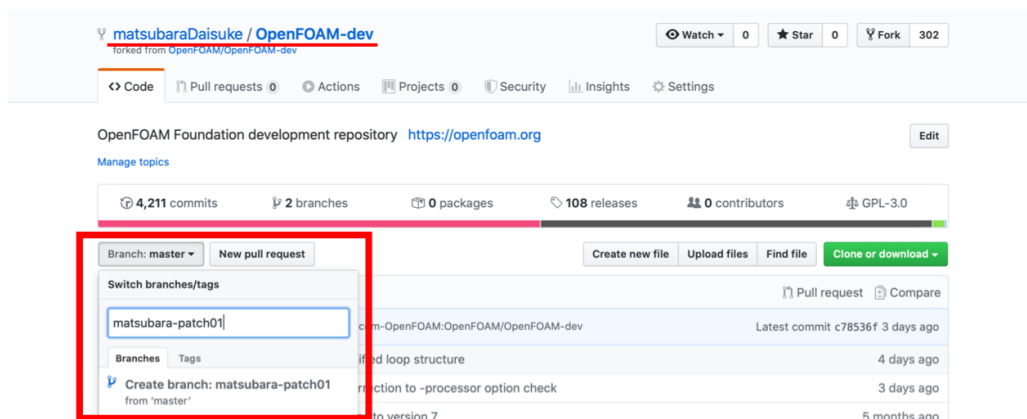 matsubaraDaisuke / OpenFOAM-dev
forked from OpenFOAM/OpenFOAM-dev
Watch 0 Star 0 Fork 302
Code Pull requests 0 Actions Projects 0 Security Insights Settings
OpenFOAM Foundation development repository https://openfoam.org Edit
Manage topics
4,211 commits 2 branches 0 packages 108 releases 0 contributors GPL-3.0
Branch: master New pull request Create new file Upload files Find file Clone or download
Switch branches/tags
Pull request Compare
matsubara-patch01
-OpenFOAM:OpenFOAM/OpenFOAM-dev Latest commit c78536f 3 days ago
Branches Tags
loop structure 4 days ago
Create branch: matsubara-patch01
from 'master'
to -processor option check 3 days ago
to version 7 5 months ago